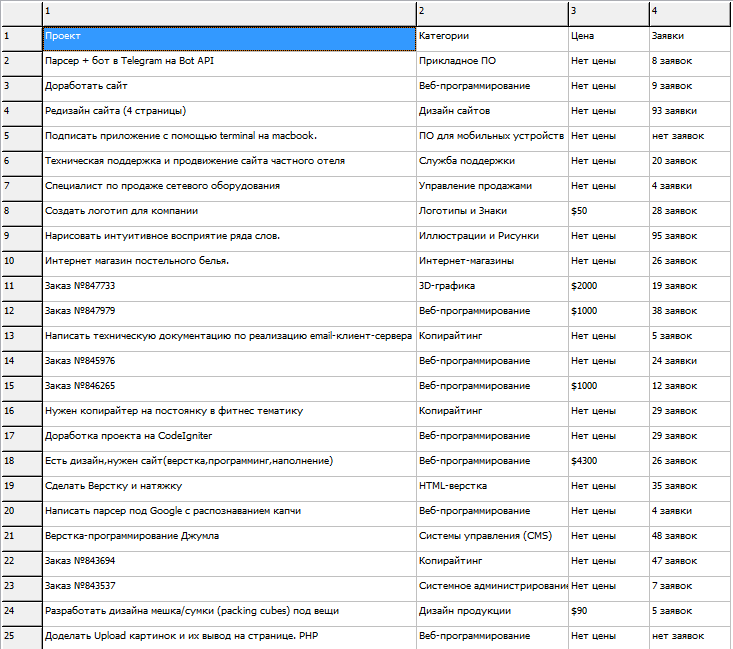 1 2 3 4
1 Проект Категории Цена Заявки
2 Парсер + бот в Telegram на Bot API Прикладное ПО Нет цены 8 заявок
3 Доработать сайт Веб-программирование Нет цены 9 заявок
4 Редизайн сайта (4 страницы) Дизайн сайтов Нет цены 93 заявки
5 Подписать приложение с помощью terminal на macbook. ПО для мобильных устройств Нет цены нет заявок
6 Техническая поддержка и продвижение сайта частного отеля Служба поддержки Нет цены 20 заявок
7 Специалист по продаже сетевого оборудования Управление продажами Нет цены 4 заявки
8 Создать логотип для компании Логотипы и Знаки $50 28 заявок
9 Нарисовать интуитивное восприятие ряда слов. Иллюстрации и Рисунки Нет цены 95 заявок
10 Интернет магазин постельного белья. Интернет-магазины Нет цены 26 заявок
11 Заказ №847733 3D-графика $2000 19 заявок
12 Заказ №847979 Веб-программирование $1000 38 заявок
13 Написать техническую документацию по реализацию email-клиент-сервера Копирайтинг Нет цены 5 заявок
14 Заказ №845976 Веб-программирование Нет цены 24 заявки
15 Заказ №846265 Веб-программирование $1000 12 заявок
16 Нужен копирайтер на постоянку в фитнес тематику Копирайтинг Нет цены 29 заявок
17 Доработка проекта на CodeIgniter Веб-программирование Нет цены 29 заявок
18 Есть дизайн,нужен сайт(верстка,программинг,наполнение) Веб-программирование $4300 26 заявок
19 Сделать Верстку и натяжку HTML-верстка Нет цены 35 заявок
20 Написать парсер под Google с распознаванием капчи Веб-программирование Нет цены 4 заявки
21 Верстка-программирование Джумла Системы управления (CMS) Нет цены 48 заявок
22 Заказ №843694 Копирайтинг Нет цены 47 заявок
23 Заказ №843537 Системное администрирование Нет цены 7 заявок
24 Разработать дизайна мешка/сумки (packing cubes) под вещи Дизайн продукции $90 5 заявок
25 Доделать Upload картинок и их вывод на странице. PHP Веб-программирование Нет цены нет заявок